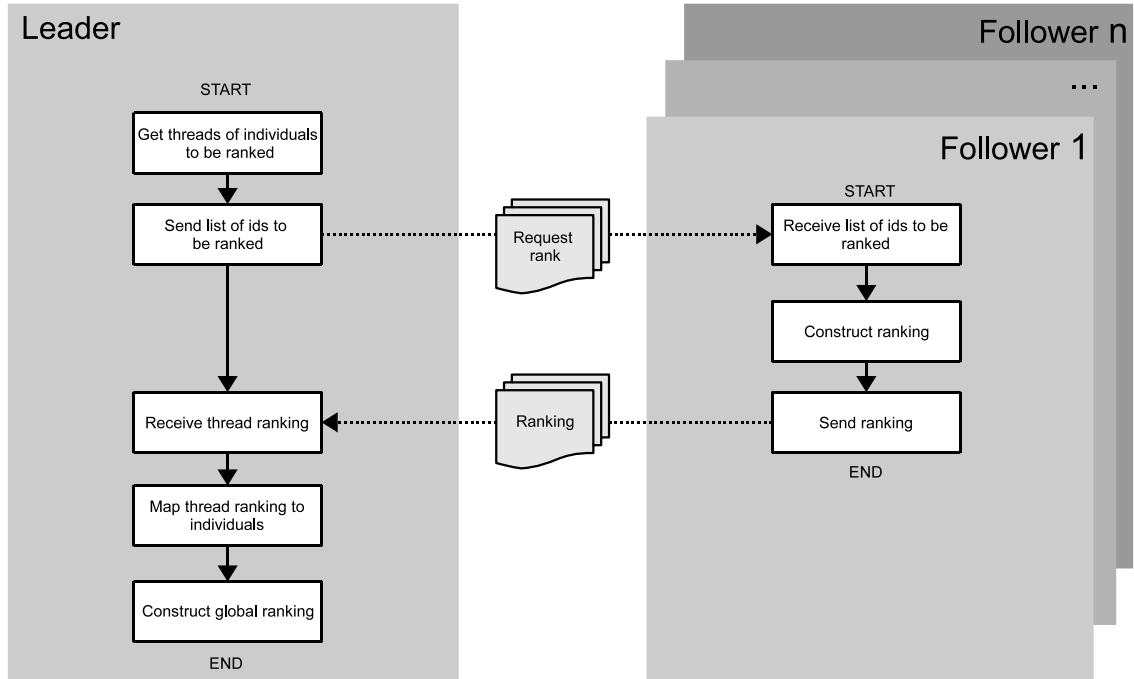 Leader
START
Get threads of individuals
to be ranked
Send list of ids to
be ranked
Receive thread ranking
Map thread ranking to
individuals
Construct global ranking
END
Request
rank
Ranking
Follower n
...
Follower 1
START
Receive list of ids to be
ranked
Construct ranking
Send ranking
END